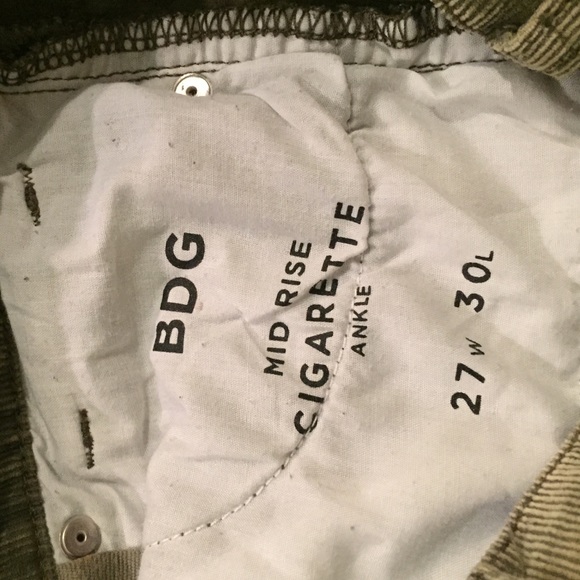 BDG
MID RISE
CIGARETTE
ANKLE
27W 30L